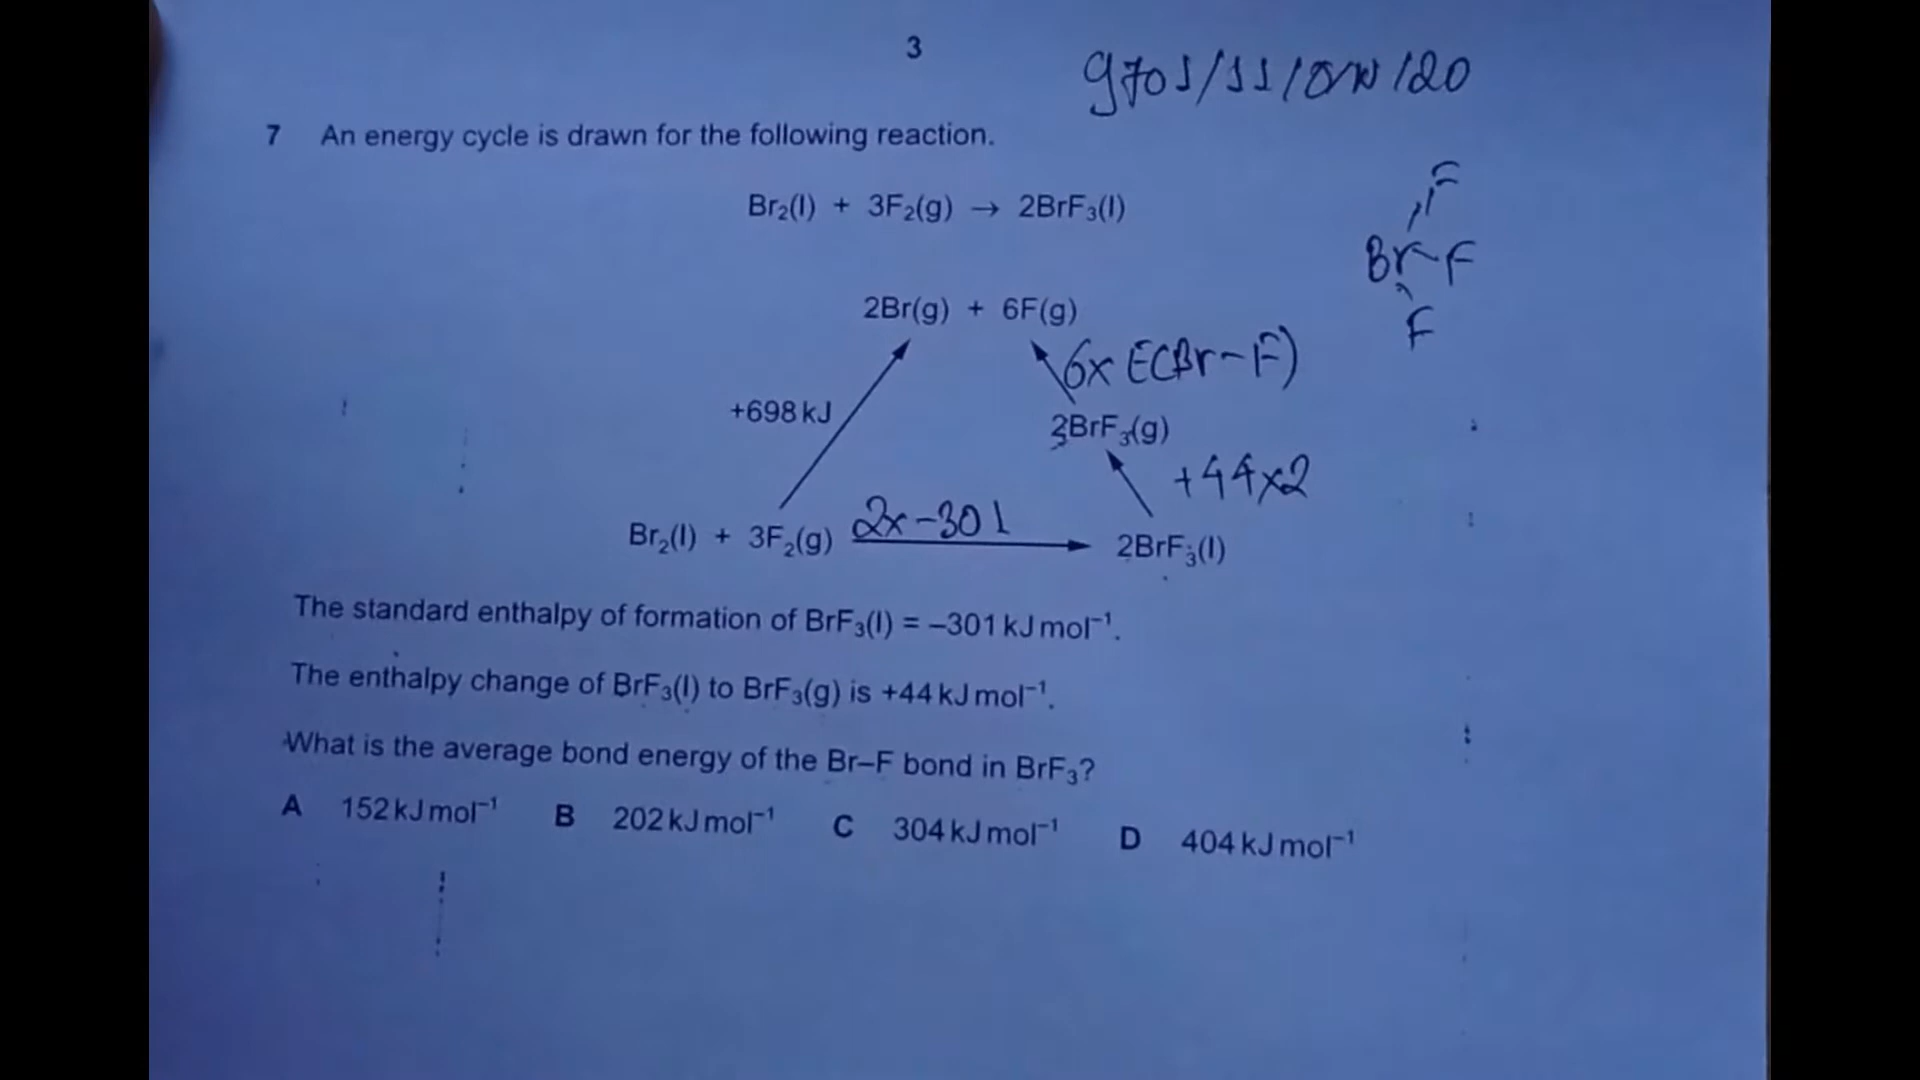 3
9701/11/ON/20
7 An energy cycle is drawn for the following reaction.
Br₂(l) + 3F₂(g) → 2BrF₃(l)
F
Br-F
F
2Br(g) + 6F(g)
6x E(Br-F)
+698 kJ
2BrF₃(g)
+44x2
Br₂(l) + 3F₂(g)
2x-301
2BrF₃(l)
The standard enthalpy of formation of BrF₃(l) = –301 kJ mol⁻¹.
The enthalpy change of BrF₃(l) to BrF₃(g) is +44 kJ mol⁻¹.
What is the average bond energy of the Br–F bond in BrF₃?
A 152 kJ mol⁻¹ B 202 kJ mol⁻¹ C 304 kJ mol⁻¹ D 404 kJ mol⁻¹